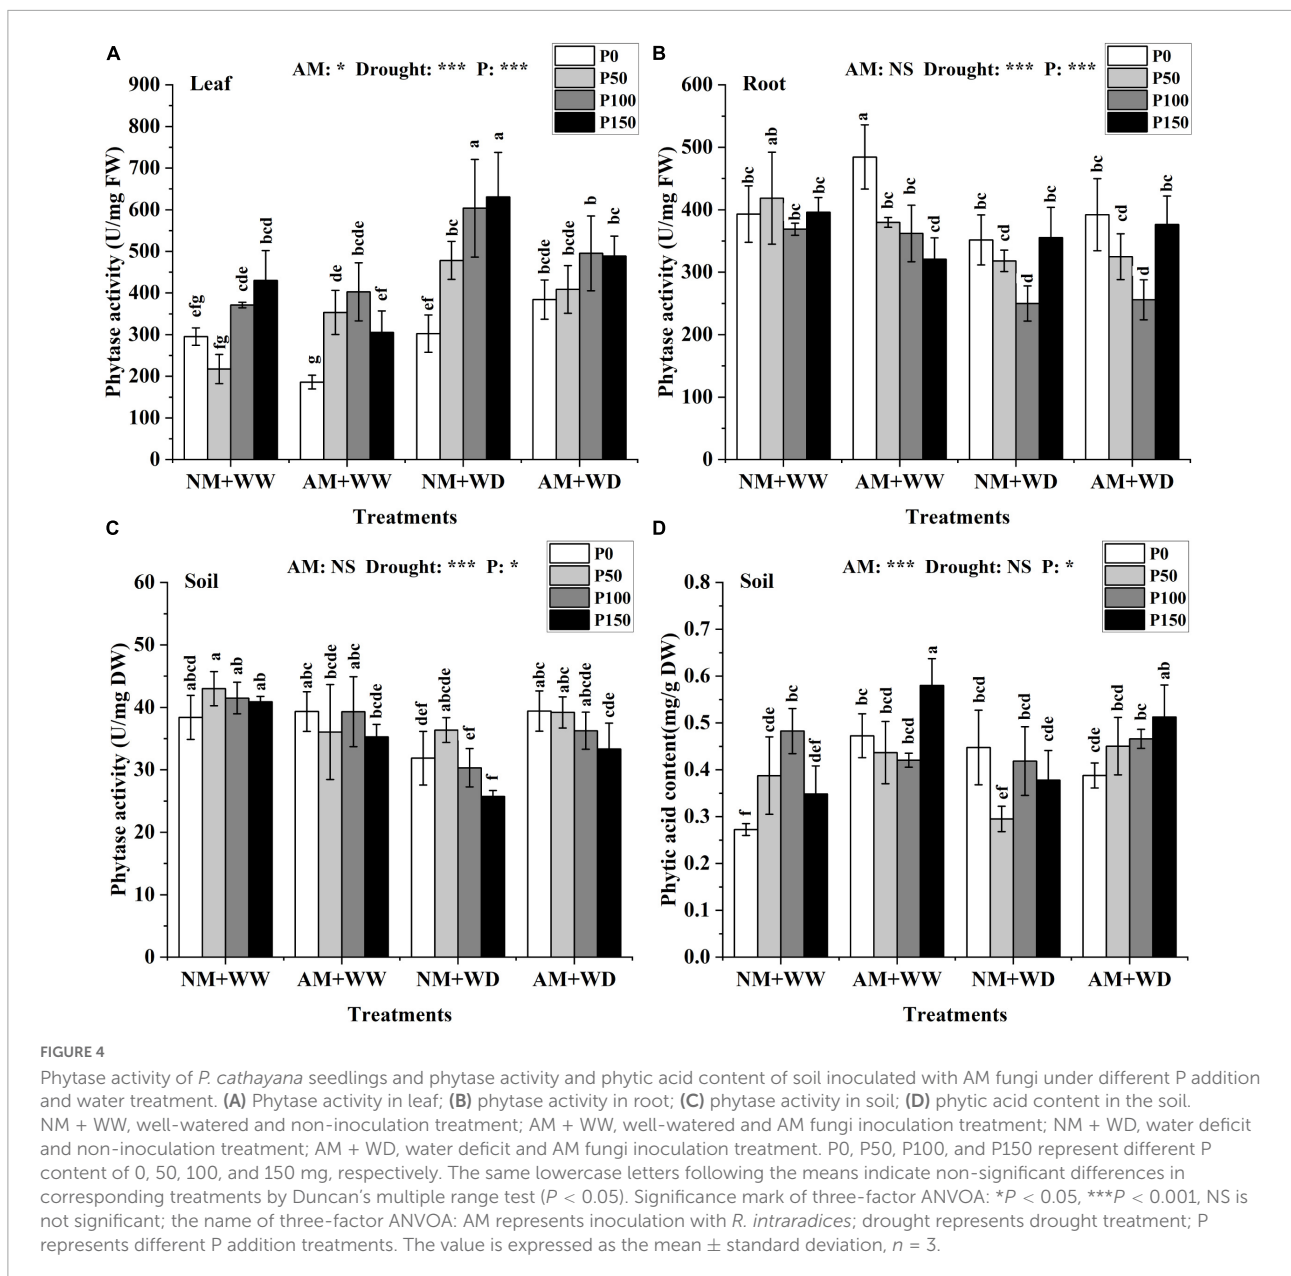 A
AM: * Drought: *** P: ***
Leaf
P0
P50
P100
P150
Phytase activity (U/mg FW)
900
800
700
600
500
400
300
200
100
0
efg
fg
cde
bcd
g
de
bcde
ef
ef
bc
a
a
bcde
bcde
b
bc
NM+WW AM+WW NM+WD AM+WD
Treatments
B
AM: NS Drought: *** P: ***
Root
P0
P50
P100
P150
Phytase activity (U/mg FW)
600
500
400
300
200
100
0
bc
ab
bc
bc
a
bc
bc
cd
bc
cd
d
bc
bc
cd
d
bc
NM+WW AM+WW NM+WD AM+WD
Treatments
C
AM: NS Drought: *** P: *
Soil
P0
P50
P100
P150
Phytase activity (U/mg DW)
60
50
40
30
20
10
0
abcd
a
ab
ab
abc
bcde
abc
bcde
def
abcde
ef
f
abc
abc
abcde
cde
NM+WW AM+WW NM+WD AM+WD
Treatments
D
AM: *** Drought: NS P: *
Soil
P0
P50
P100
P150
Phytic acid content(mg/g DW)
0.8
0.7
0.6
0.5
0.4
0.3
0.2
0.1
0.0
f
cde
bc
def
bc
bcd
bcd
a
bcd
ef
bc
cde
cde
bcd
bc
ab
NM+WW AM+WW NM+WD AM+WD
Treatments
FIGURE 4
Phytase activity of P. cathayana seedlings and phytase activity and phytic acid content of soil inoculated with AM fungi under different P addition
and water treatment. (A) Phytase activity in leaf; (B) phytase activity in root; (C) phytase activity in soil; (D) phytic acid content in the soil.
NM + WW, well-watered and non-inoculation treatment; AM + WW, well-watered and AM fungi inoculation treatment; NM + WD, water deficit
and non-inoculation treatment; AM + WD, water deficit and AM fungi inoculation treatment. P0, P50, P100, and P150 represent different P
content of 0, 50, 100, and 150 mg, respectively. The same lowercase letters following the means indicate non-significant differences in
corresponding treatments by Duncan's multiple range test (P < 0.05). Significance mark of three-factor ANVOA: *P < 0.05, ***P < 0.001, NS is
not significant; the name of three-factor ANVOA: AM represents inoculation with R. intraradices; drought represents drought treatment; P
represents different P addition treatments. The value is expressed as the mean ± standard deviation, n = 3.